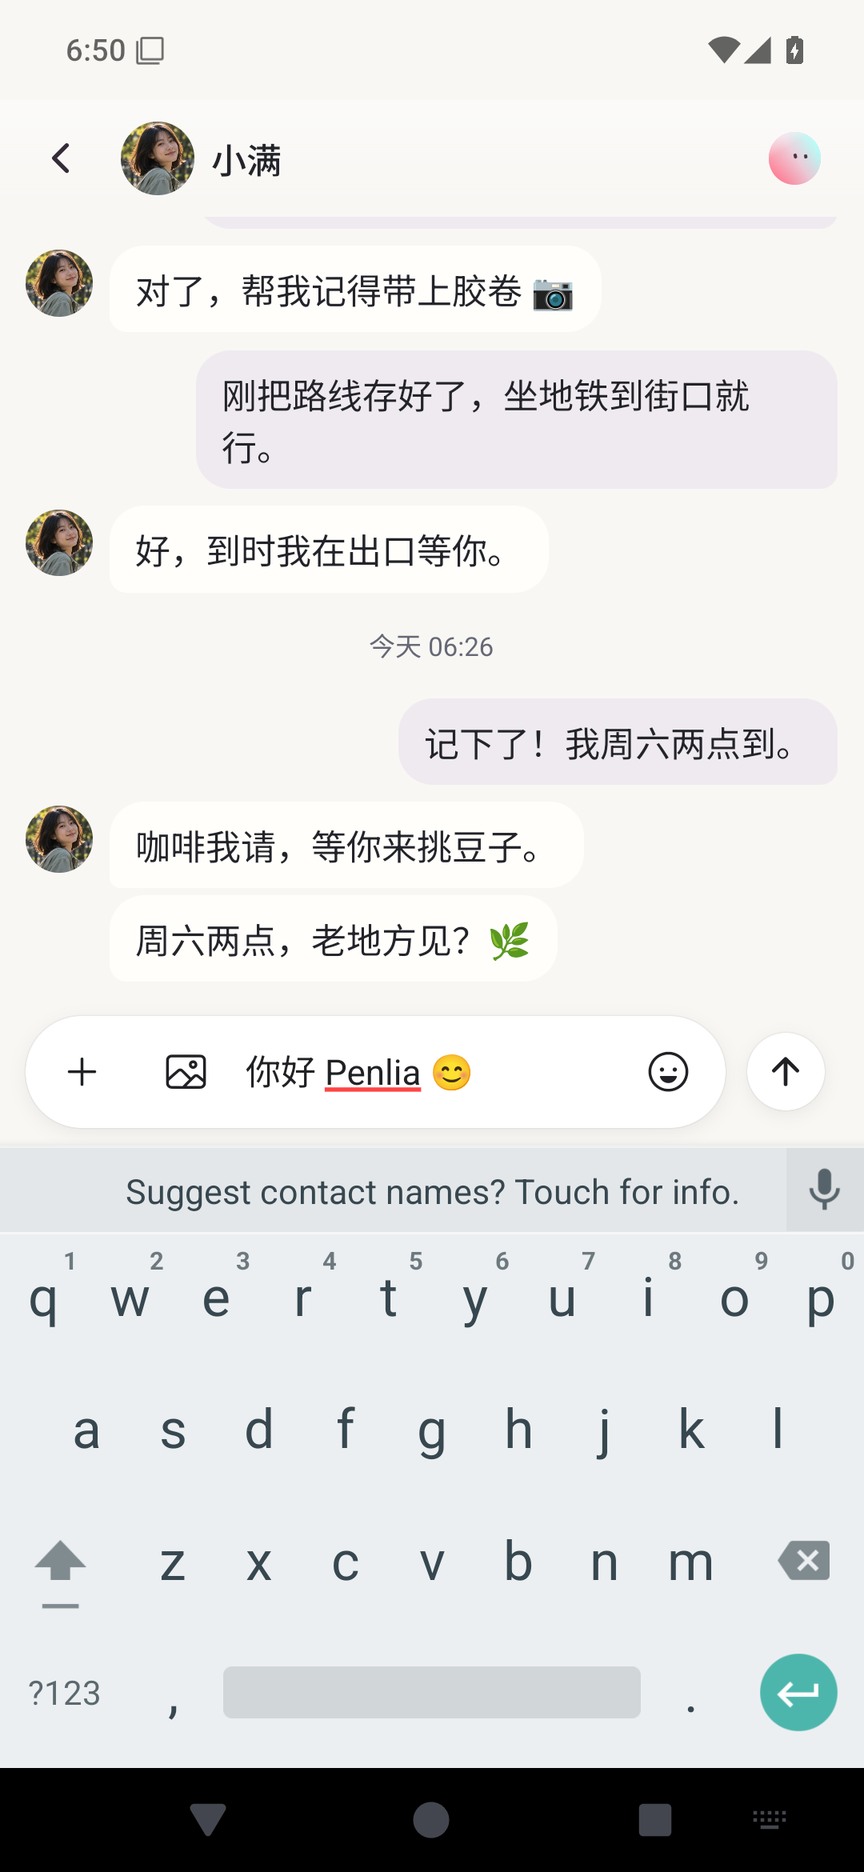 6:50
小满
对了，帮我记得带上胶卷 📷
刚把路线存好了，坐地铁到街口就
行。
好，到时我在出口等你。
今天 06:26
记下了！我周六两点到。
咖啡我请，等你来挑豆子。
周六两点，老地方见？🌿
你好 Penlia 😊
Suggest contact names? Touch for info.
1 2 3 4 5 6 7 8 9 0
q w e r t y u i o p
a s d f g h j k l
z x c v b n m
?123 , .